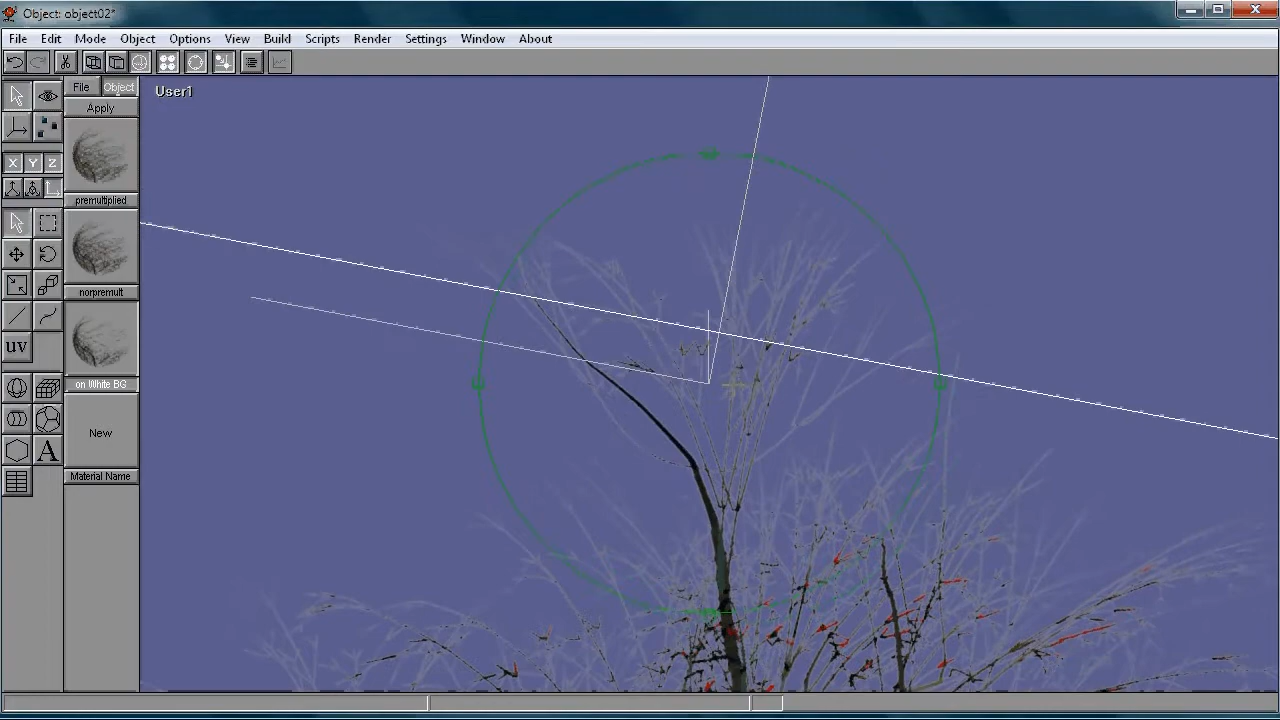 Object: object02*
File Edit Mode Object Options View Build Scripts Render Settings Window About
File Object
User1
Apply
X Y Z
premultiplied
norpremult
uv
on White BG
New
A
Material Name